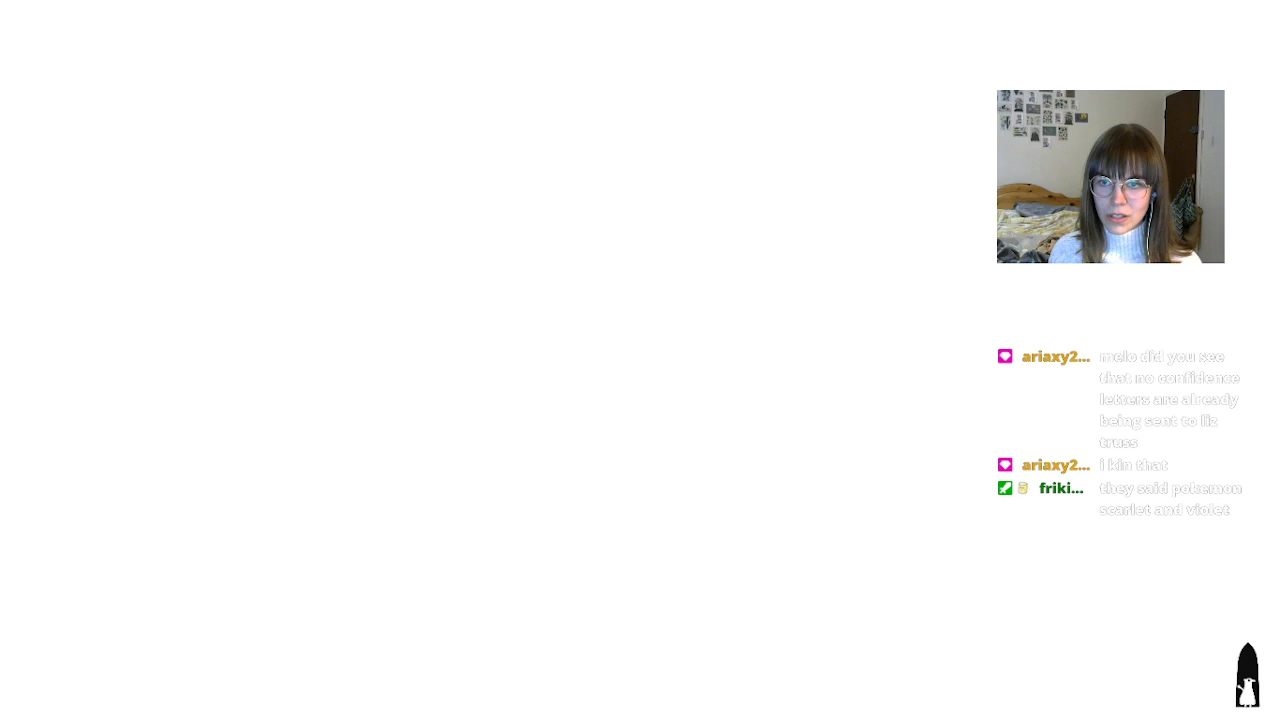 ariaxy2... melo did you see
that no confidence
letters are already
being sent to liz
truss
ariaxy2... i kin that
friki... they said pokemon
scarlet and violet